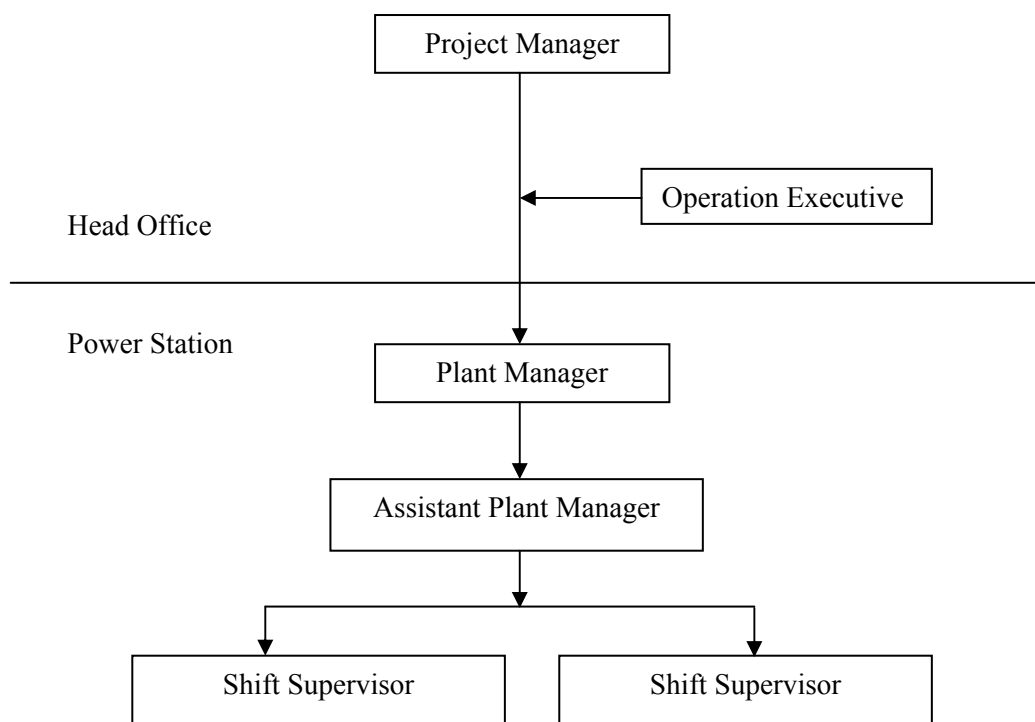 Project Manager
Operation Executive
Head Office
Power Station
Plant Manager
Assistant Plant Manager
Shift Supervisor
Shift Supervisor